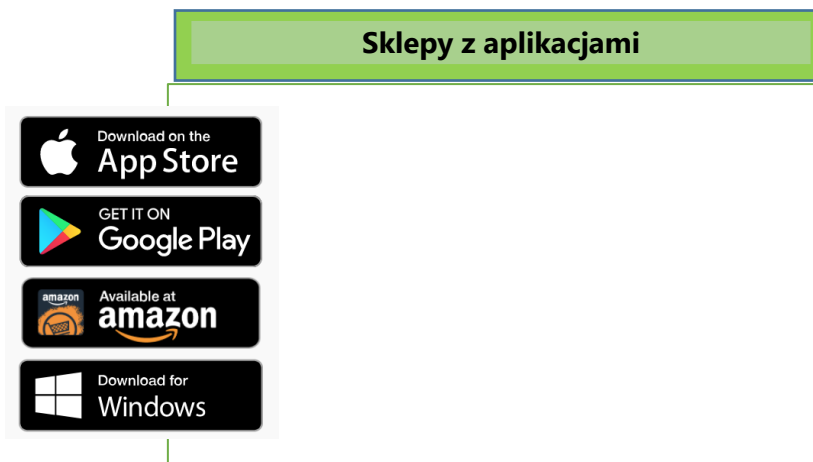 Sklepy z aplikacjami
Download on the
App Store
GET IT ON
Google Play
amazon
Available at
amazon
Download for
Windows